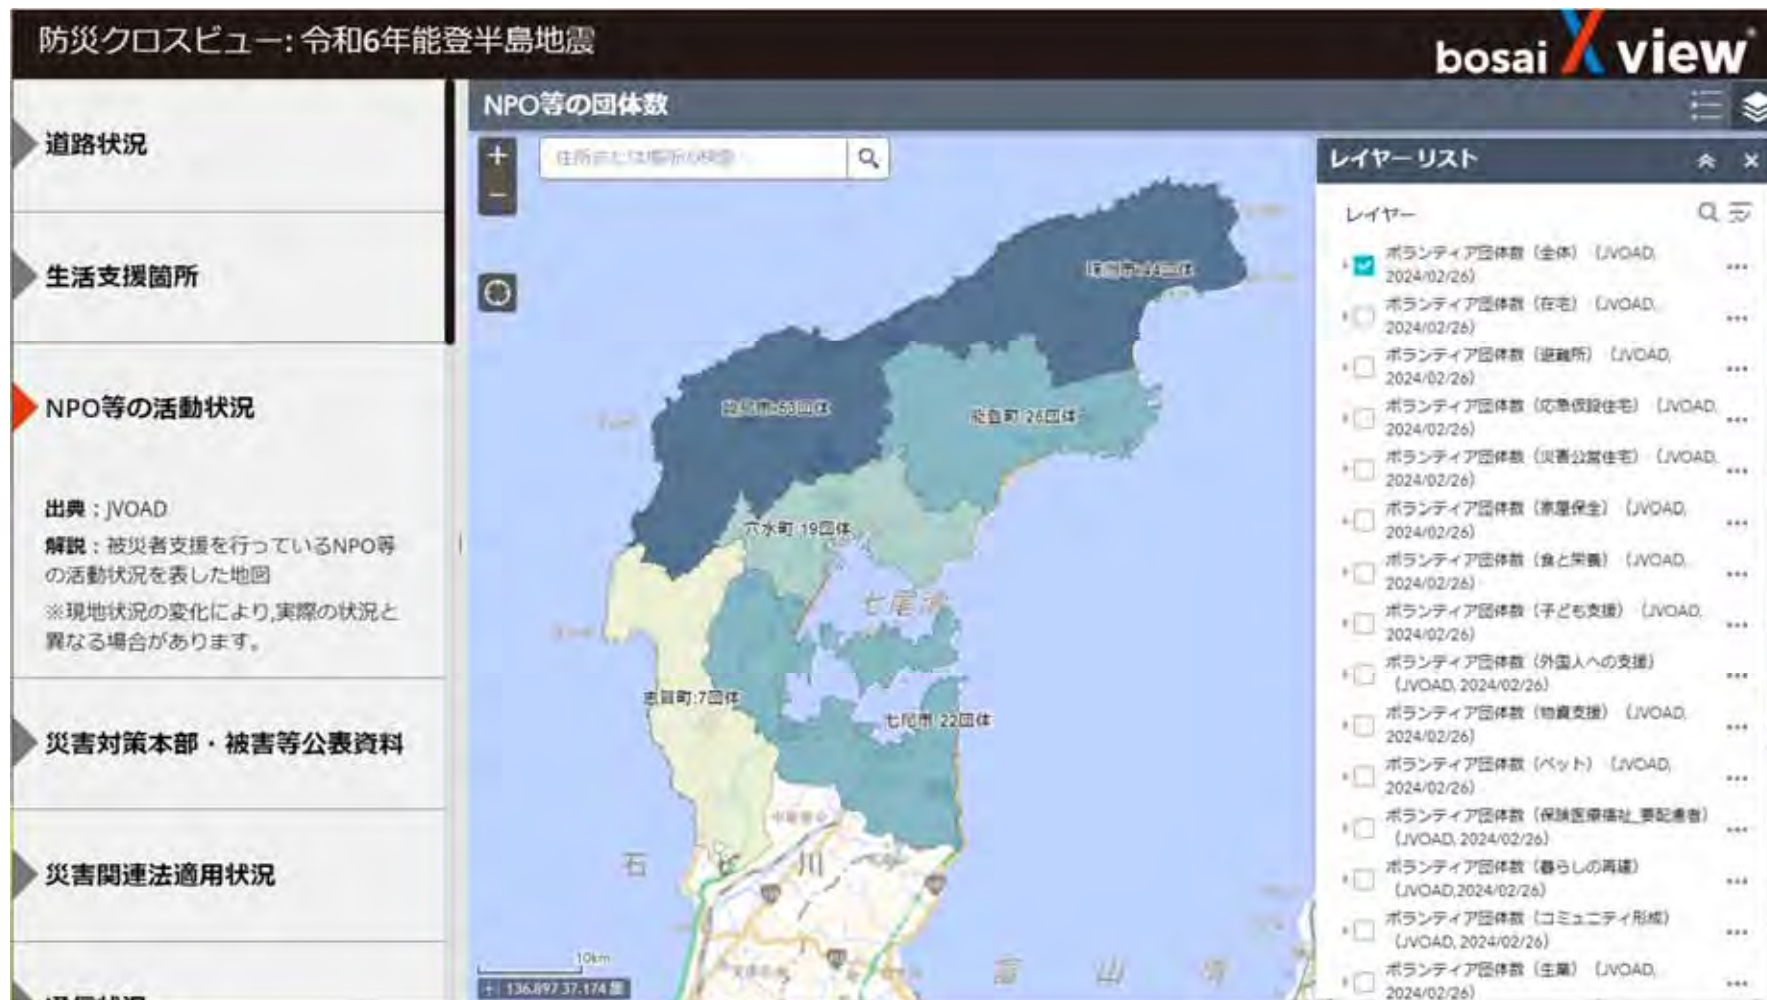 防災クロスビュー: 令和6年能登半島地震
bosai X view
道路状況
生活支援箇所
NPO等の活動状況
出典：JVOAD
解説：被災者支援を行っているNPO等
の活動状況を表した地図
※現地状況の変化により,実際の状況と
異なる場合があります。
災害対策本部・被害等公表資料
災害関連法適用状況
NPO等の団体数
+
−
能登町:26団体
穴水町:19団体
七尾湾
志賀町:7団体
七尾市:22団体
石 川
富 山 湾
10km
136.897 37.174 度
レイヤー リスト
レイヤー
ボランティア団体数（全体）（JVOAD,
2024/02/26)
ボランティア団体数（在宅）（JVOAD,
2024/02/26)
ボランティア団体数（避難所）（JVOAD,
2024/02/26)
ボランティア団体数（応急仮設住宅）（JVOAD,
2024/02/26)
ボランティア団体数（災害公営住宅）（JVOAD,
2024/02/26)
ボランティア団体数（家屋保全）（JVOAD,
2024/02/26)
ボランティア団体数（食と栄養）（JVOAD,
2024/02/26)
ボランティア団体数（子ども支援）（JVOAD,
2024/02/26)
ボランティア団体数（外国人への支援）
（JVOAD, 2024/02/26)
ボランティア団体数（物資支援）（JVOAD,
2024/02/26)
ボランティア団体数（ペット）（JVOAD,
2024/02/26)
ボランティア団体数（保険医療福祉_要配慮者）
（JVOAD, 2024/02/26)
ボランティア団体数（暮らしの再建）
（JVOAD,2024/02/26)
ボランティア団体数（コミュニティ形成）
（JVOAD, 2024/02/26)
ボランティア団体数（生業）（JVOAD,
2024/02/26)